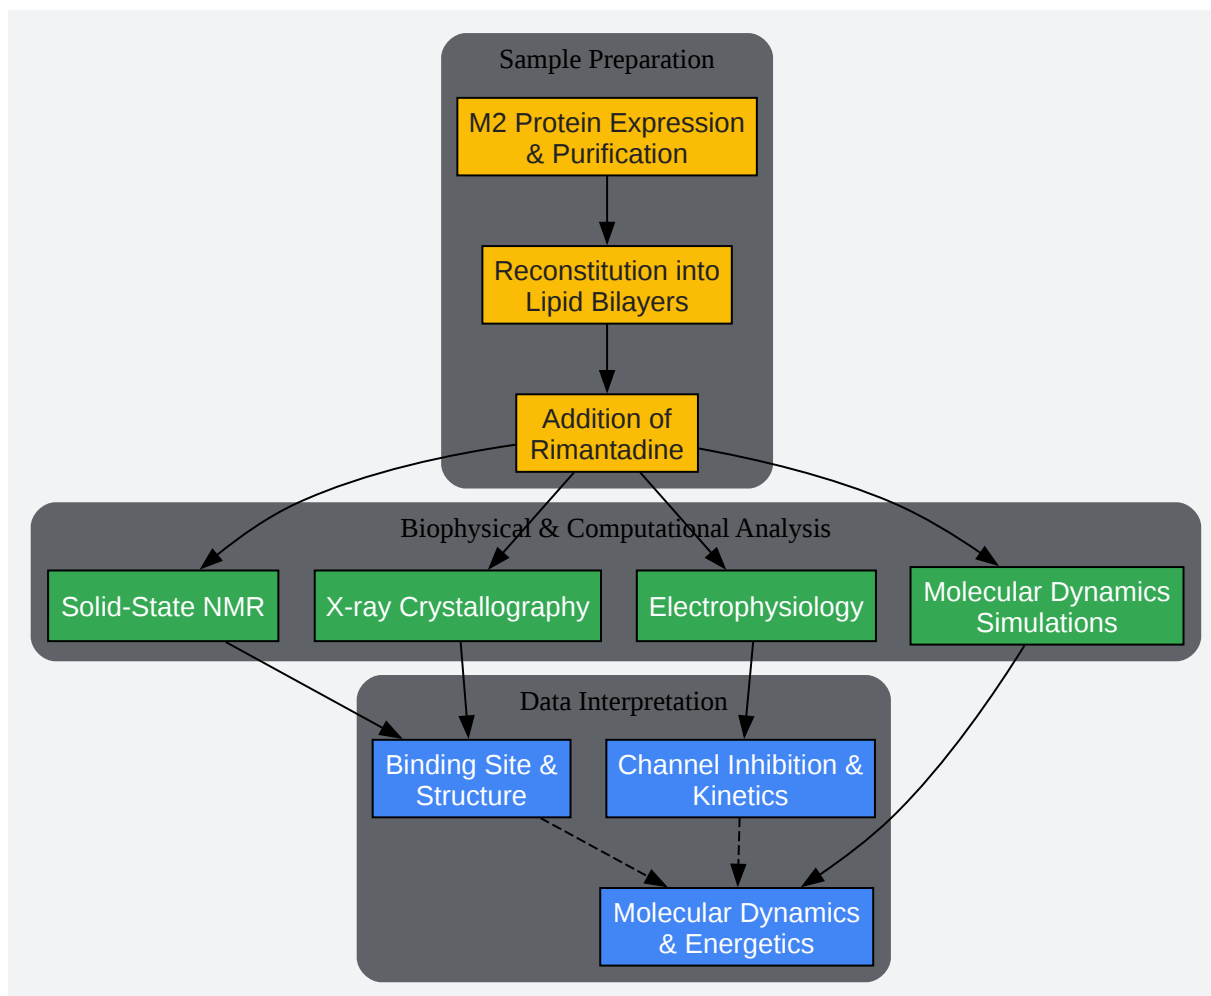 Sample Preparation
M2 Protein Expression
& Purification
Reconstitution into
Lipid Bilayers
Addition of
Rimantadine
Biophysical & Computational Analysis
Solid-State NMR
X-ray Crystallography
Electrophysiology
Molecular Dynamics
Simulations
Data Interpretation
Binding Site &
Structure
Channel Inhibition &
Kinetics
Molecular Dynamics
& Energetics